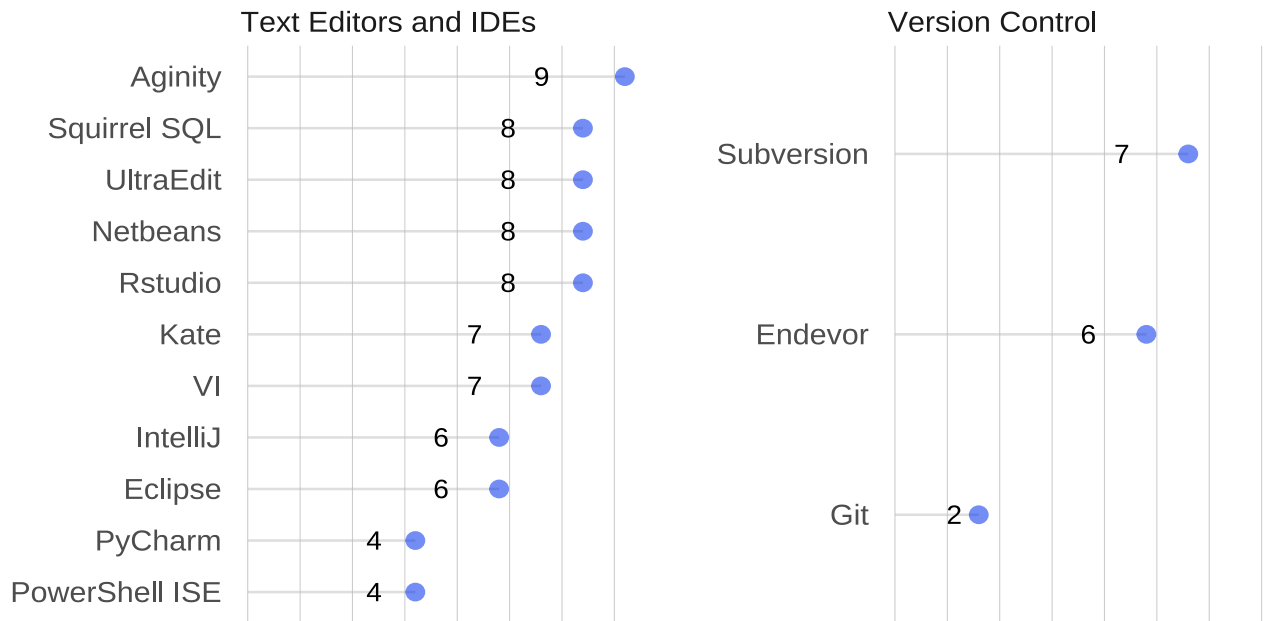 Text Editors and IDEs
Aginity 9
Squirrel SQL 8
UltraEdit 8
Netbeans 8
Rstudio 8
Kate 7
VI 7
IntelliJ 6
Eclipse 6
PyCharm 4
PowerShell ISE 4
Version Control
Subversion 7
Endevor 6
Git 2